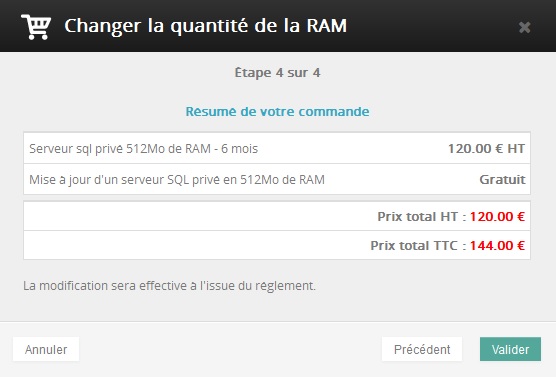 Changer la quantité de la RAM
Étape 4 sur 4
Résumé de votre commande
Serveur sql privé 512Mo de RAM - 6 mois 120.00 € HT
Mise à jour d'un serveur SQL privé en 512Mo de RAM Gratuit
Prix total HT : 120.00 €
Prix total TTC : 144.00 €
La modification sera effective à l'issue du règlement.
Annuler Précédent Valider